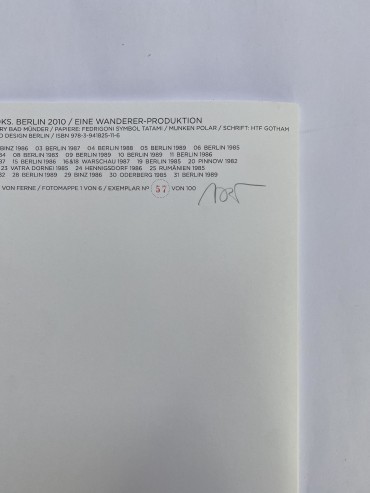 OKS. BERLIN 2010 / EINE WANDERER-PRODUKTION
RY BAD MÜNDER / PAPIERE: FEDRIGONI SYMBOL TATAMI / MUNKEN POLAR / SCHRIFT: HTF GOTHAM
D DESIGN BERLIN / ISBN 978-3-941825-11-6
BINZ 1986 03 BERLIN 1987 04 BERLIN 1988 05 BERLIN 1989 06 BERLIN 1985
84 08 BERLIN 1983 09 BERLIN 1989 10 BERLIN 1989 11 BERLIN 1986
87 15 BERLIN 1986 16&18 WARSCHAU 1987 19 BERLIN 1985 20 PINNOW 1982
23 VATRA DORNEI 1985 24 HENNIGSDORF 1986 25 RUMÄNIEN 1985
82 28 BERLIN 1989 29 BINZ 1986 30 ODERBERG 1985 31 BERLIN 1989
VON FERNE / FOTOMAPPE 1 VON 6 / EXEMPLAR Nº 57 VON 100